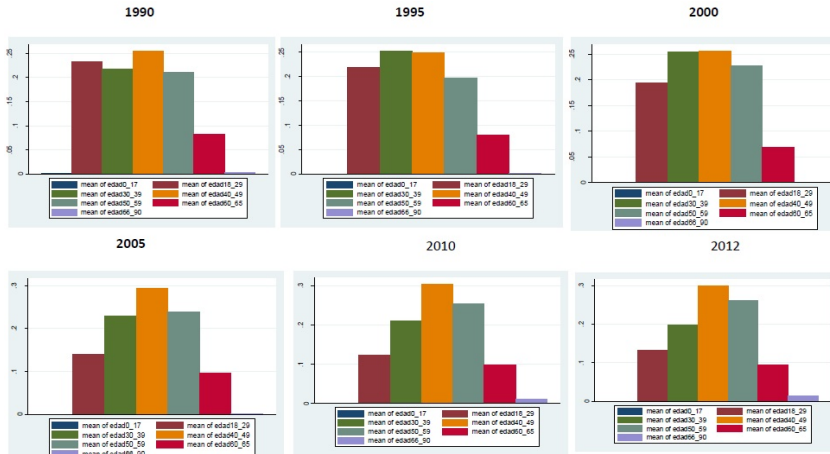 1990
.25
.2
.15
.1
.05
0
mean of edad0_17 mean of edad18_29
mean of edad30_39 mean of edad40_49
mean of edad50_59 mean of edad60_65
mean of edad66_90
1995
.25
.2
.15
.1
.05
0
mean of edad0_17 mean of edad18_29
mean of edad30_39 mean of edad40_49
mean of edad50_59 mean of edad60_65
mean of edad66_90
2000
.25
.2
.15
.1
.05
0
mean of edad0_17 mean of edad18_29
mean of edad30_39 mean of edad40_49
mean of edad50_59 mean of edad60_65
mean of edad66_90
2005
.3
.2
.1
0
mean of edad0_17 mean of edad18_29
mean of edad30_39 mean of edad40_49
mean of edad50_59 mean of edad60_65
mean of edad66_90
2010
.3
.2
.1
0
mean of edad0_17 mean of edad18_29
mean of edad30_39 mean of edad40_49
mean of edad50_59 mean of edad60_65
mean of edad66_90
2012
.3
.2
.1
0
mean of edad0_17 mean of edad18_29
mean of edad30_39 mean of edad40_49
mean of edad50_59 mean of edad60_65
mean of edad66_90